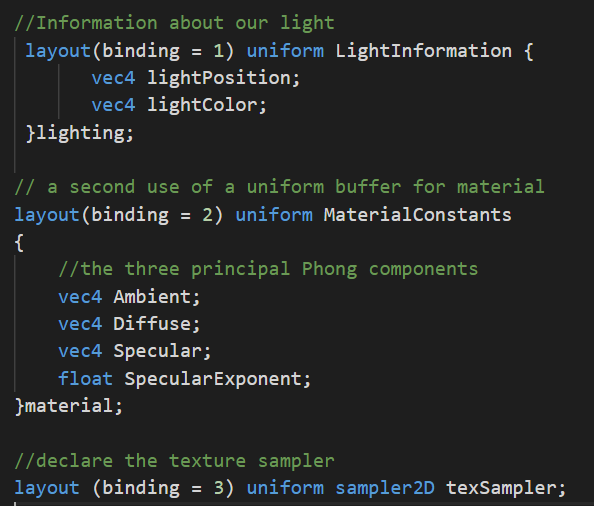 //Information about our light
layout(binding = 1) uniform LightInformation {
vec4 lightPosition;
vec4 lightColor;
}lighting;
// a second use of a uniform buffer for material
layout(binding = 2) uniform MaterialConstants
{
//the three principal Phong components
vec4 Ambient;
vec4 Diffuse;
vec4 Specular;
float SpecularExponent;
}material;
//declare the texture sampler
layout (binding = 3) uniform sampler2D texSampler;